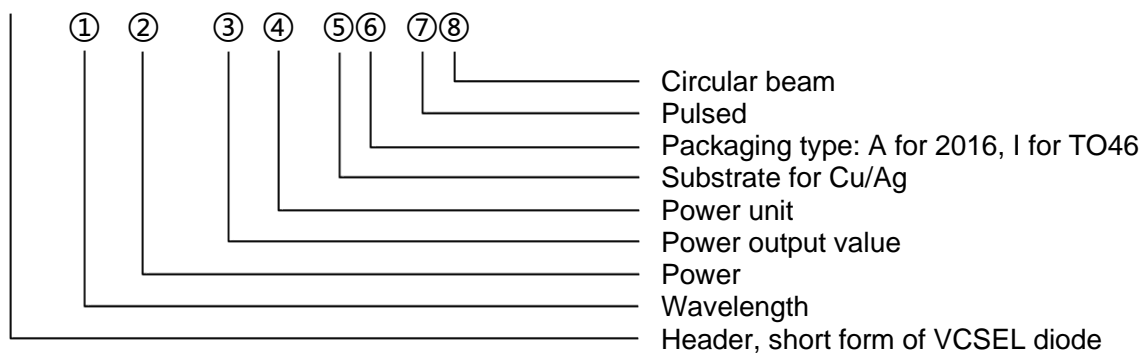 ① ② ③ ④ ⑤⑥ ⑦⑧
Circular beam
Pulsed
Packaging type: A for 2016, I for TO46
Substrate for Cu/Ag
Power unit
Power output value
Power
Wavelength
Header, short form of VCSEL diode